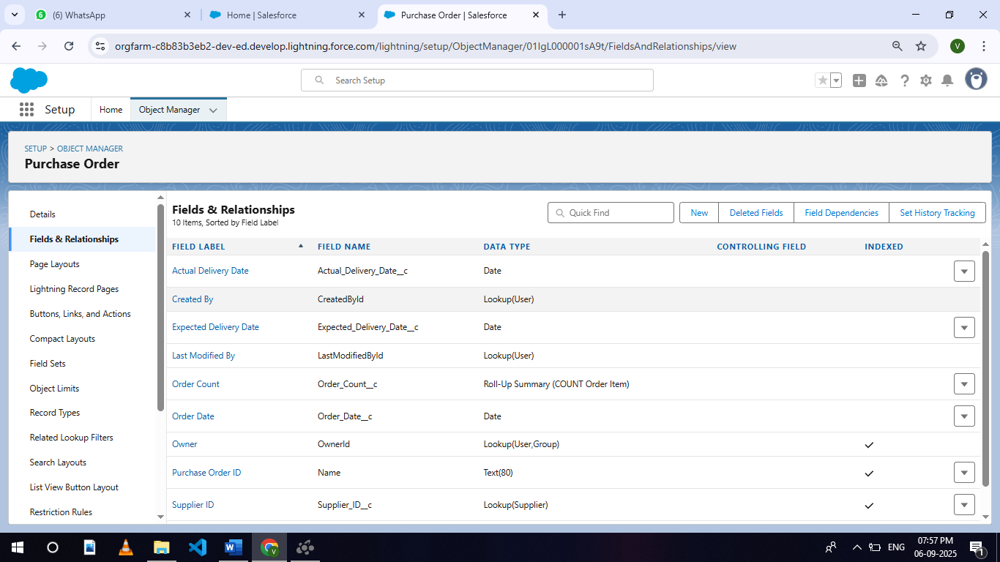 (6) WhatsApp
Home | Salesforce
Purchase Order | Salesforce
orgfarm-c8b83b3eb2-dev-ed.develop.lightning.force.com/lightning/setup/ObjectManager/01IgL000001sA9t/FieldsAndRelationships/view
V
Search Setup
Setup
Home
Object Manager
SETUP > OBJECT MANAGER
Purchase Order
Details
Fields & Relationships
Page Layouts
Lightning Record Pages
Buttons, Links, and Actions
Compact Layouts
Field Sets
Object Limits
Record Types
Related Lookup Filters
Search Layouts
List View Button Layout
Restriction Rules
Fields & Relationships
10 Items, Sorted by Field Label
Quick Find
New
Deleted Fields
Field Dependencies
Set History Tracking
FIELD LABEL FIELD NAME DATA TYPE CONTROLLING FIELD INDEXED
Actual Delivery Date Actual_Delivery_Date__c Date
Created By CreatedById Lookup(User)
Expected Delivery Date Expected_Delivery_Date__c Date
Last Modified By LastModifiedById Lookup(User)
Order Count Order_Count__c Roll-Up Summary (COUNT Order Item)
Order Date Order_Date__c Date
Owner OwnerId Lookup(User,Group)
Purchase Order ID Name Text(80)
Supplier ID Supplier_ID__c Lookup(Supplier)
ENG
07:57 PM
06-09-2025
1